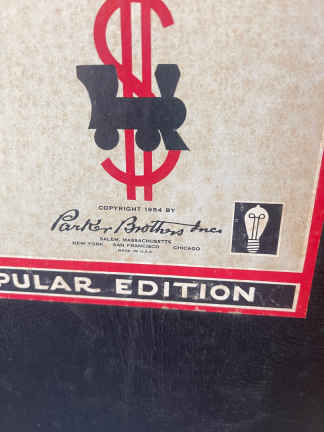 COPYRIGHT 1954 BY
Parker Brothers Inc.
SALEM, MASSACHUSETTS
NEW YORK SAN FRANCISCO CHICAGO
MADE IN U.S.A.
PULAR EDITION